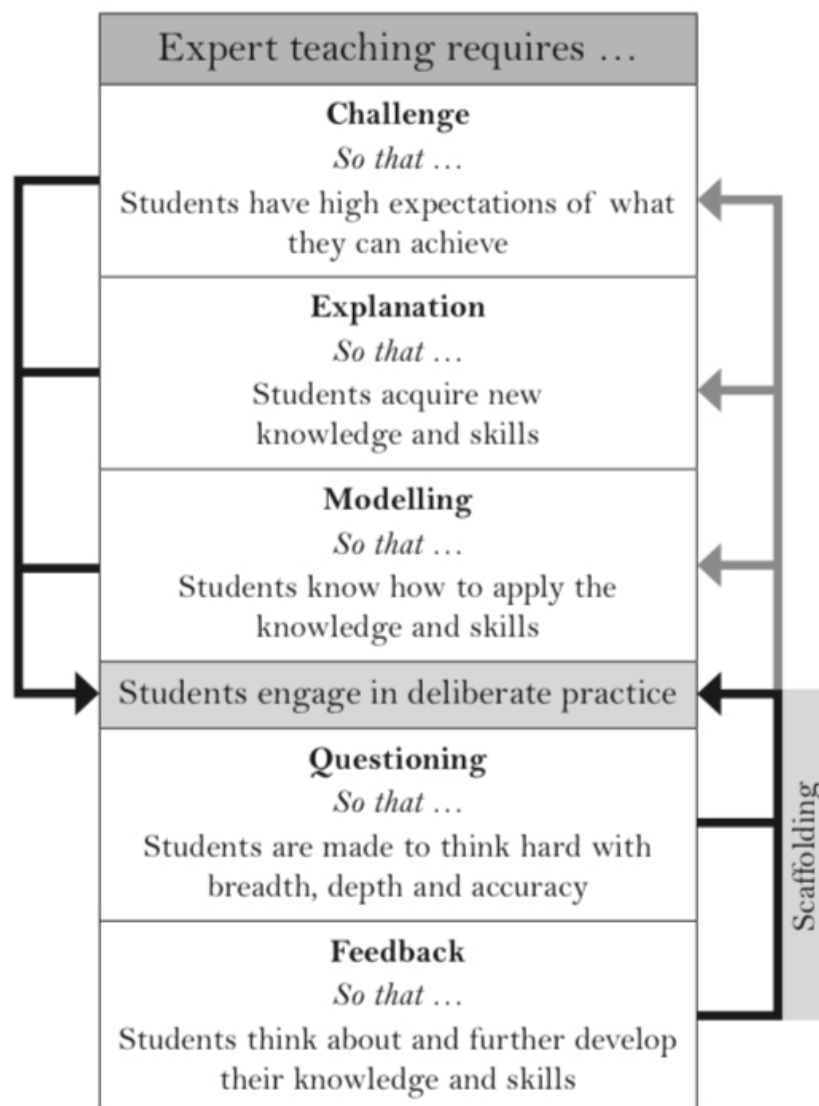 Expert teaching requires …
Challenge
So that …
Students have high expectations of what
they can achieve
Explanation
So that …
Students acquire new
knowledge and skills
Modelling
So that …
Students know how to apply the
knowledge and skills
Students engage in deliberate practice
Questioning
So that …
Students are made to think hard with
breadth, depth and accuracy
Feedback
So that …
Students think about and further develop
their knowledge and skills
Scaffolding